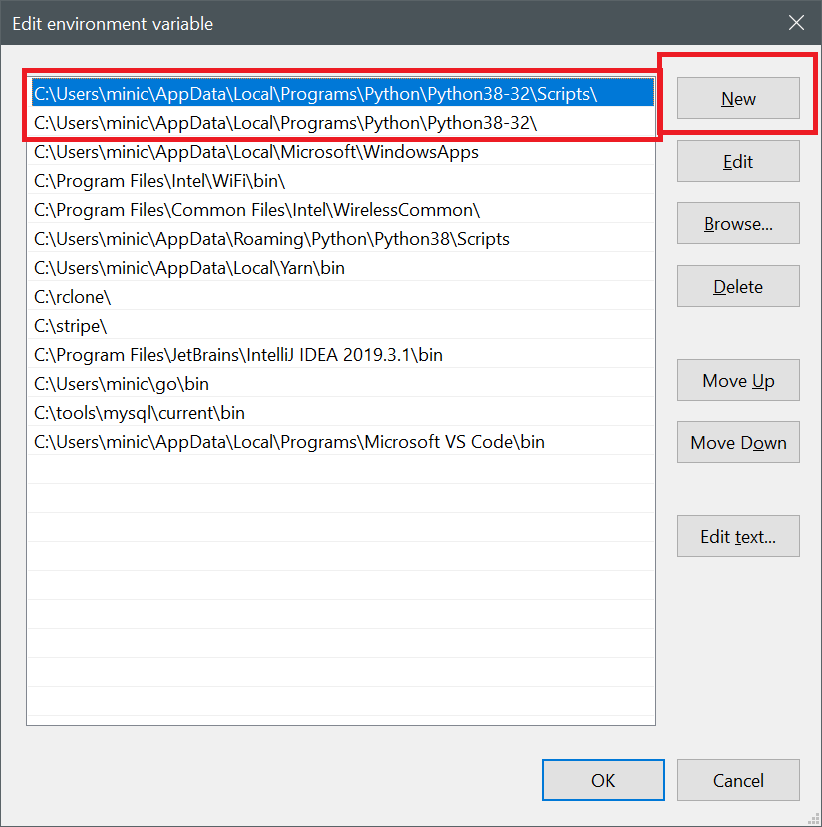 Edit environment variable
C:\Users\minic\AppData\Local\Programs\Python\Python38-32\Scripts\
C:\Users\minic\AppData\Local\Programs\Python\Python38-32\
C:\Users\minic\AppData\Local\Microsoft\WindowsApps
C:\Program Files\Intel\WiFi\bin\
C:\Program Files\Common Files\Intel\WirelessCommon\
C:\Users\minic\AppData\Roaming\Python\Python38\Scripts
C:\Users\minic\AppData\Local\Yarn\bin
C:\rclone\
C:\stripe\
C:\Program Files\JetBrains\IntelliJ IDEA 2019.3.1\bin
C:\Users\minic\go\bin
C:\tools\mysql\current\bin
C:\Users\minic\AppData\Local\Programs\Microsoft VS Code\bin
New
Edit
Browse...
Delete
Move Up
Move Down
Edit text...
OK
Cancel